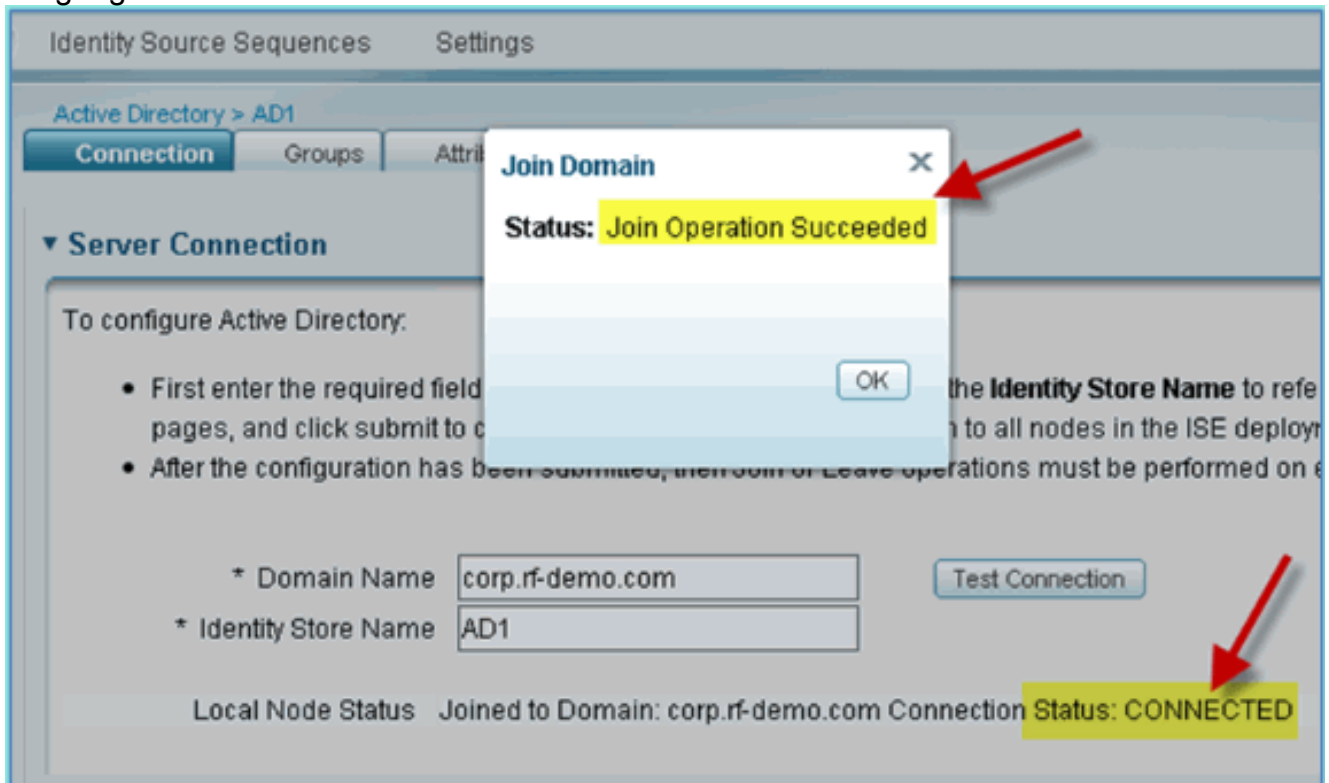 Identity Source Sequences Settings
Active Directory > AD1
Connection Groups Attri
Join Domain
Status: Join Operation Succeeded
OK
Server Connection
To configure Active Directory:
First enter the required field the Identity Store Name to refe
pages, and click submit to c n to all nodes in the ISE deploy
After the configuration has been submitted, then Join or Leave operations must be performed on e
* Domain Name corp.rf-demo.com Test Connection
* Identity Store Name AD1
Local Node Status Joined to Domain: corp.rf-demo.com Connection Status: CONNECTED